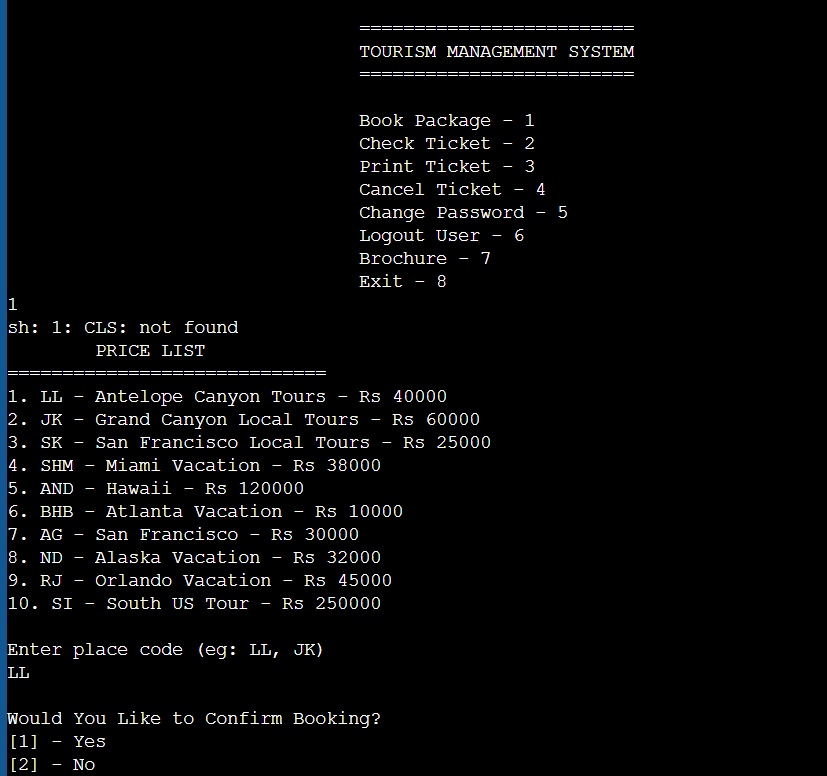 =========================
TOURISM MANAGEMENT SYSTEM
=========================
Book Package - 1
Check Ticket - 2
Print Ticket - 3
Cancel Ticket - 4
Change Password - 5
Logout User - 6
Brochure - 7
Exit - 8
1
sh: 1: CLS: not found
PRICE LIST
=============================
1. LL - Antelope Canyon Tours - Rs 40000
2. JK - Grand Canyon Local Tours - Rs 60000
3. SK - San Francisco Local Tours - Rs 25000
4. SHM - Miami Vacation - Rs 38000
5. AND - Hawaii - Rs 120000
6. BHB - Atlanta Vacation - Rs 10000
7. AG - San Francisco - Rs 30000
8. ND - Alaska Vacation - Rs 32000
9. RJ - Orlando Vacation - Rs 45000
10. SI - South US Tour - Rs 250000
Enter place code (eg: LL, JK)
LL
Would You Like to Confirm Booking?
[1] - Yes
[2] - No